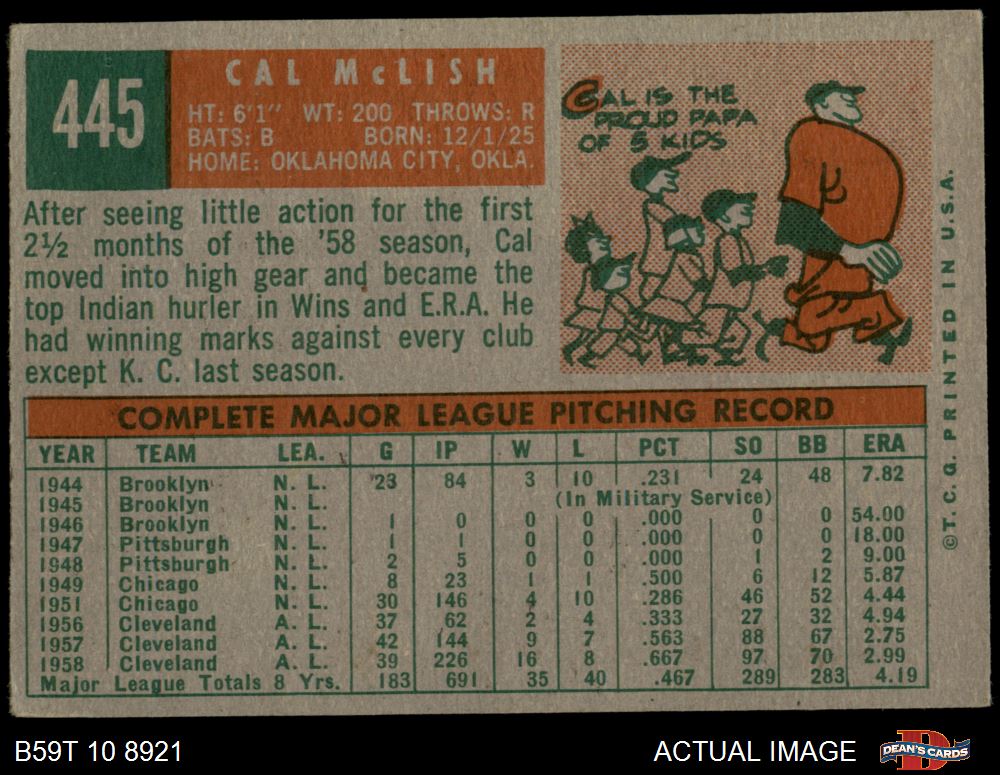 445
CAL McLISH
HT: 6'1" WT: 200 THROWS: R
BATS: B BORN: 12/1/25
HOME: OKLAHOMA CITY, OKLA.
CAL IS THE
PROUD PAPA
OF 5 KIDS
After seeing little action for the first
2½ months of the '58 season, Cal
moved into high gear and became the
top Indian hurler in Wins and E.R.A. He
had winning marks against every club
except K. C. last season.
COMPLETE MAJOR LEAGUE PITCHING RECORD
YEAR TEAM LEA. G IP W L PCT SO BB ERA
1944 Brooklyn N. L. 23 84 3 10 .231 24 48 7.82
1945 Brooklyn N. L. (In Military Service)
1946 Brooklyn N. L. 1 0 0 0 .000 0 0 54.00
1947 Pittsburgh N. L. 1 1 0 0 .000 0 0 18.00
1948 Pittsburgh N. L. 2 5 0 0 .000 1 2 9.00
1949 Chicago N. L. 8 23 1 1 .500 6 12 5.87
1951 Chicago N. L. 30 146 4 10 .286 46 52 4.44
1956 Cleveland A. L. 37 62 2 4 .333 27 32 4.94
1957 Cleveland A. L. 42 144 9 7 .563 88 67 2.75
1958 Cleveland A. L. 39 226 16 8 .667 97 70 2.99
Major League Totals 8 Yrs. 183 691 35 40 .467 289 283 4.19
©T. C. G. PRINTED IN U.S.A.
B59T 10 8921
ACTUAL IMAGE
D
DEAN'S CARDS